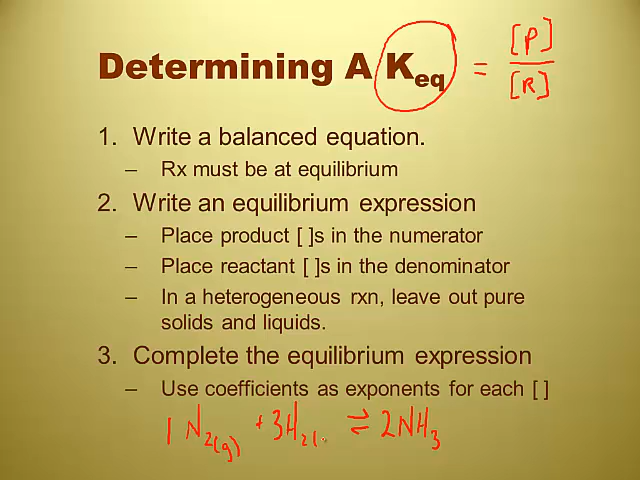 Determining A Keq = [P] / [R]
1. Write a balanced equation.
– Rx must be at equilibrium
2. Write an equilibrium expression
– Place product [ ]s in the numerator
– Place reactant [ ]s in the denominator
– In a heterogeneous rxn, leave out pure
solids and liquids.
3. Complete the equilibrium expression
– Use coefficients as exponents for each [ ]
1 N2(g) + 3H2( ⇌ 2NH3